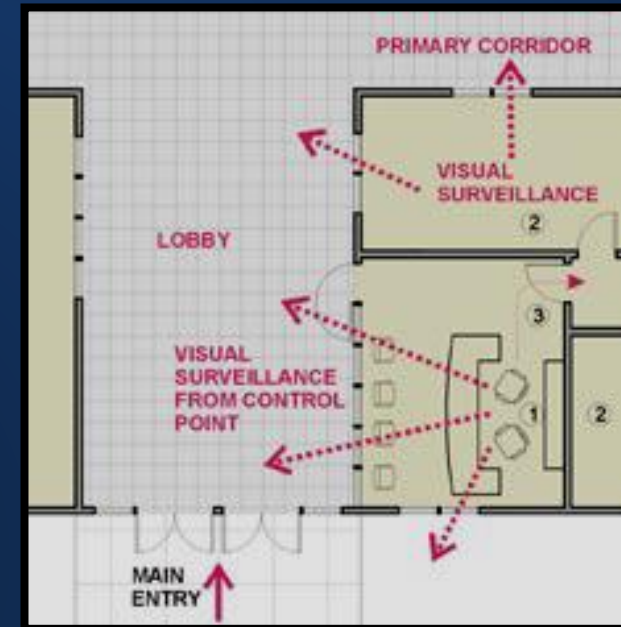 PRIMARY CORRIDOR
VISUAL
SURVEILLANCE
2
LOBBY
3
VISUAL
SURVEILLANCE
FROM CONTROL
POINT
1
2
MAIN
ENTRY